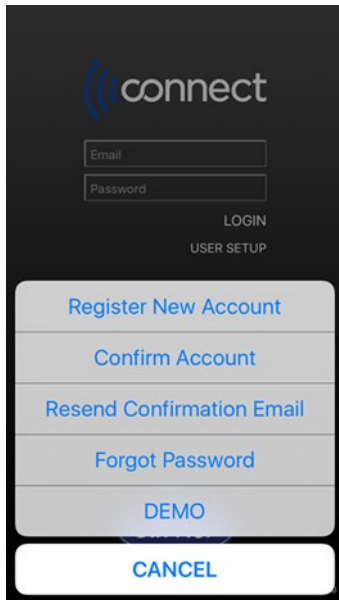 connect
Email
Password
LOGIN
USER SETUP
Register New Account
Confirm Account
Resend Confirmation Email
Forgot Password
DEMO
CANCEL